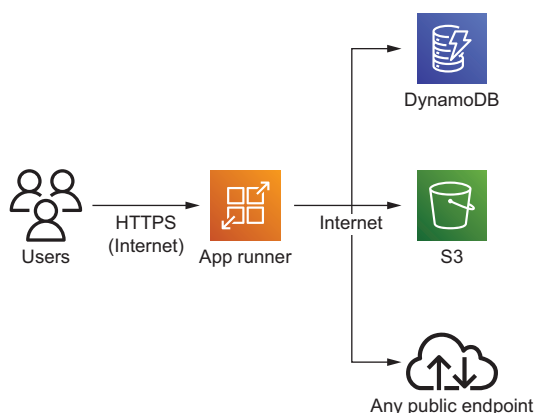 DynamoDB
HTTPS
(Internet)
Internet
Users
App runner
S3
Any public endpoint